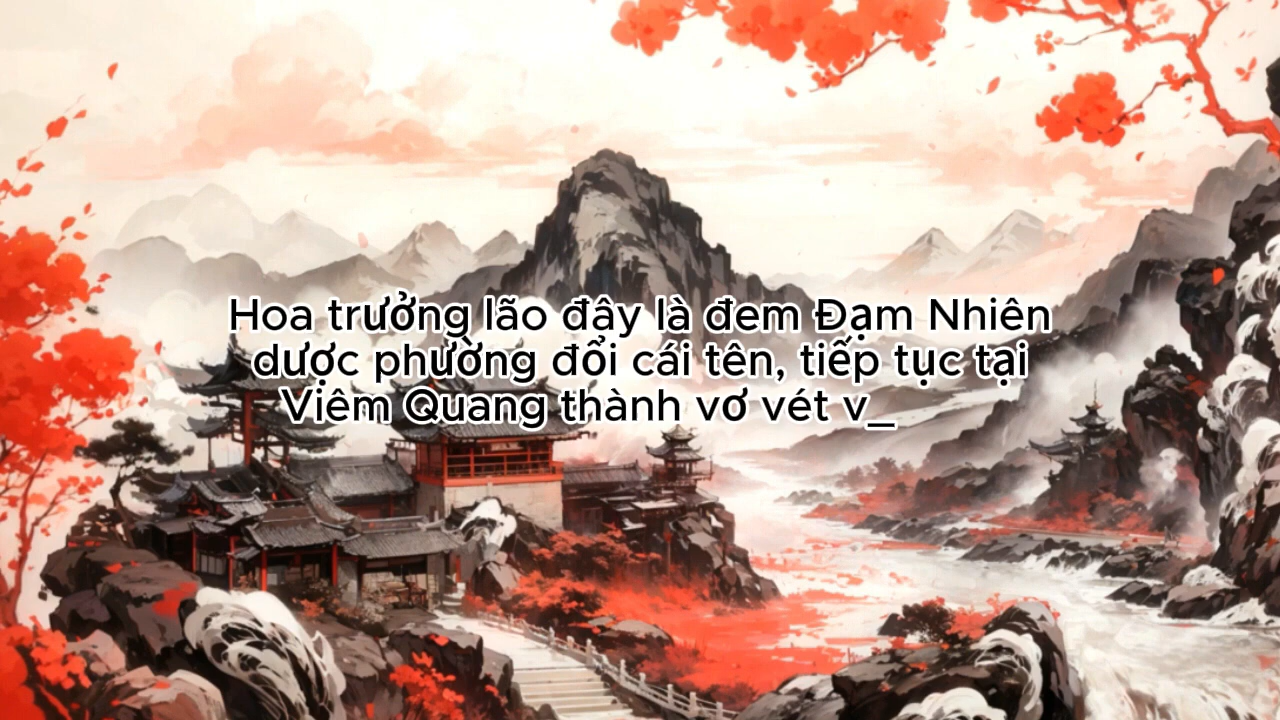 Hoa trưởng lão đây là đem Đạm Nhiên
dược phường đổi cái tên, tiếp tục tại
Viêm Quang thành vơ vét v_